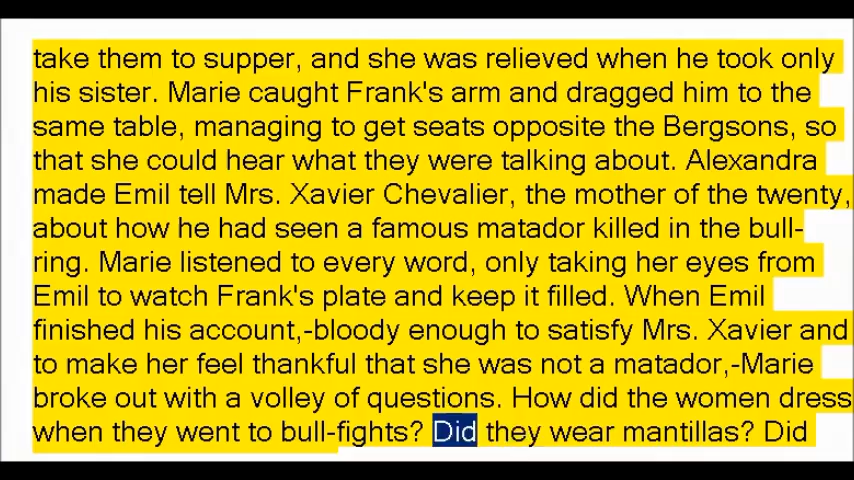 take them to supper, and she was relieved when he took only
his sister. Marie caught Frank's arm and dragged him to the
same table, managing to get seats opposite the Bergsons, so
that she could hear what they were talking about. Alexandra
made Emil tell Mrs. Xavier Chevalier, the mother of the twenty,
about how he had seen a famous matador killed in the bull-
ring. Marie listened to every word, only taking her eyes from
Emil to watch Frank's plate and keep it filled. When Emil
finished his account,-bloody enough to satisfy Mrs. Xavier and
to make her feel thankful that she was not a matador,-Marie
broke out with a volley of questions. How did the women dress
when they went to bull-fights? Did they wear mantillas? Did